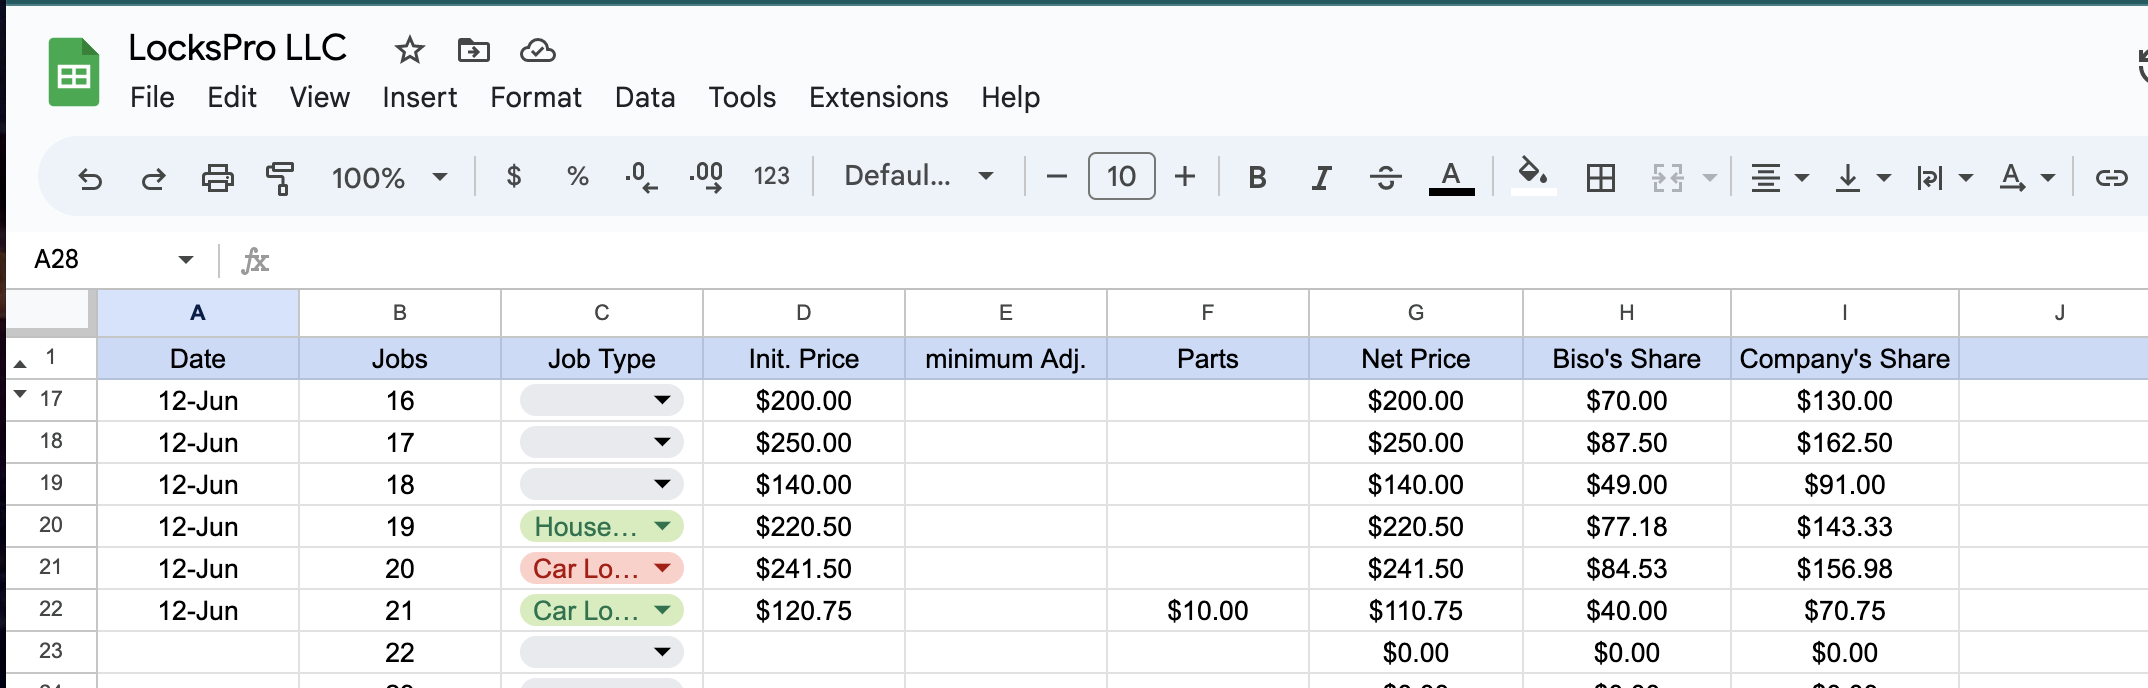 LocksPro LLC
File Edit View Insert Format Data Tools Extensions Help
100% $ % .0 .00 123 Defaul... 10 B I A A
A28 fx
A B C D E F G H I J
1 Date Jobs Job Type Init. Price minimum Adj. Parts Net Price Biso's Share Company's Share
17 12-Jun 16 $200.00 $200.00 $70.00 $130.00
18 12-Jun 17 $250.00 $250.00 $87.50 $162.50
19 12-Jun 18 $140.00 $140.00 $49.00 $91.00
20 12-Jun 19 House... $220.50 $220.50 $77.18 $143.33
21 12-Jun 20 Car Lo... $241.50 $241.50 $84.53 $156.98
22 12-Jun 21 Car Lo... $120.75 $10.00 $110.75 $40.00 $70.75
23 22 $0.00 $0.00 $0.00